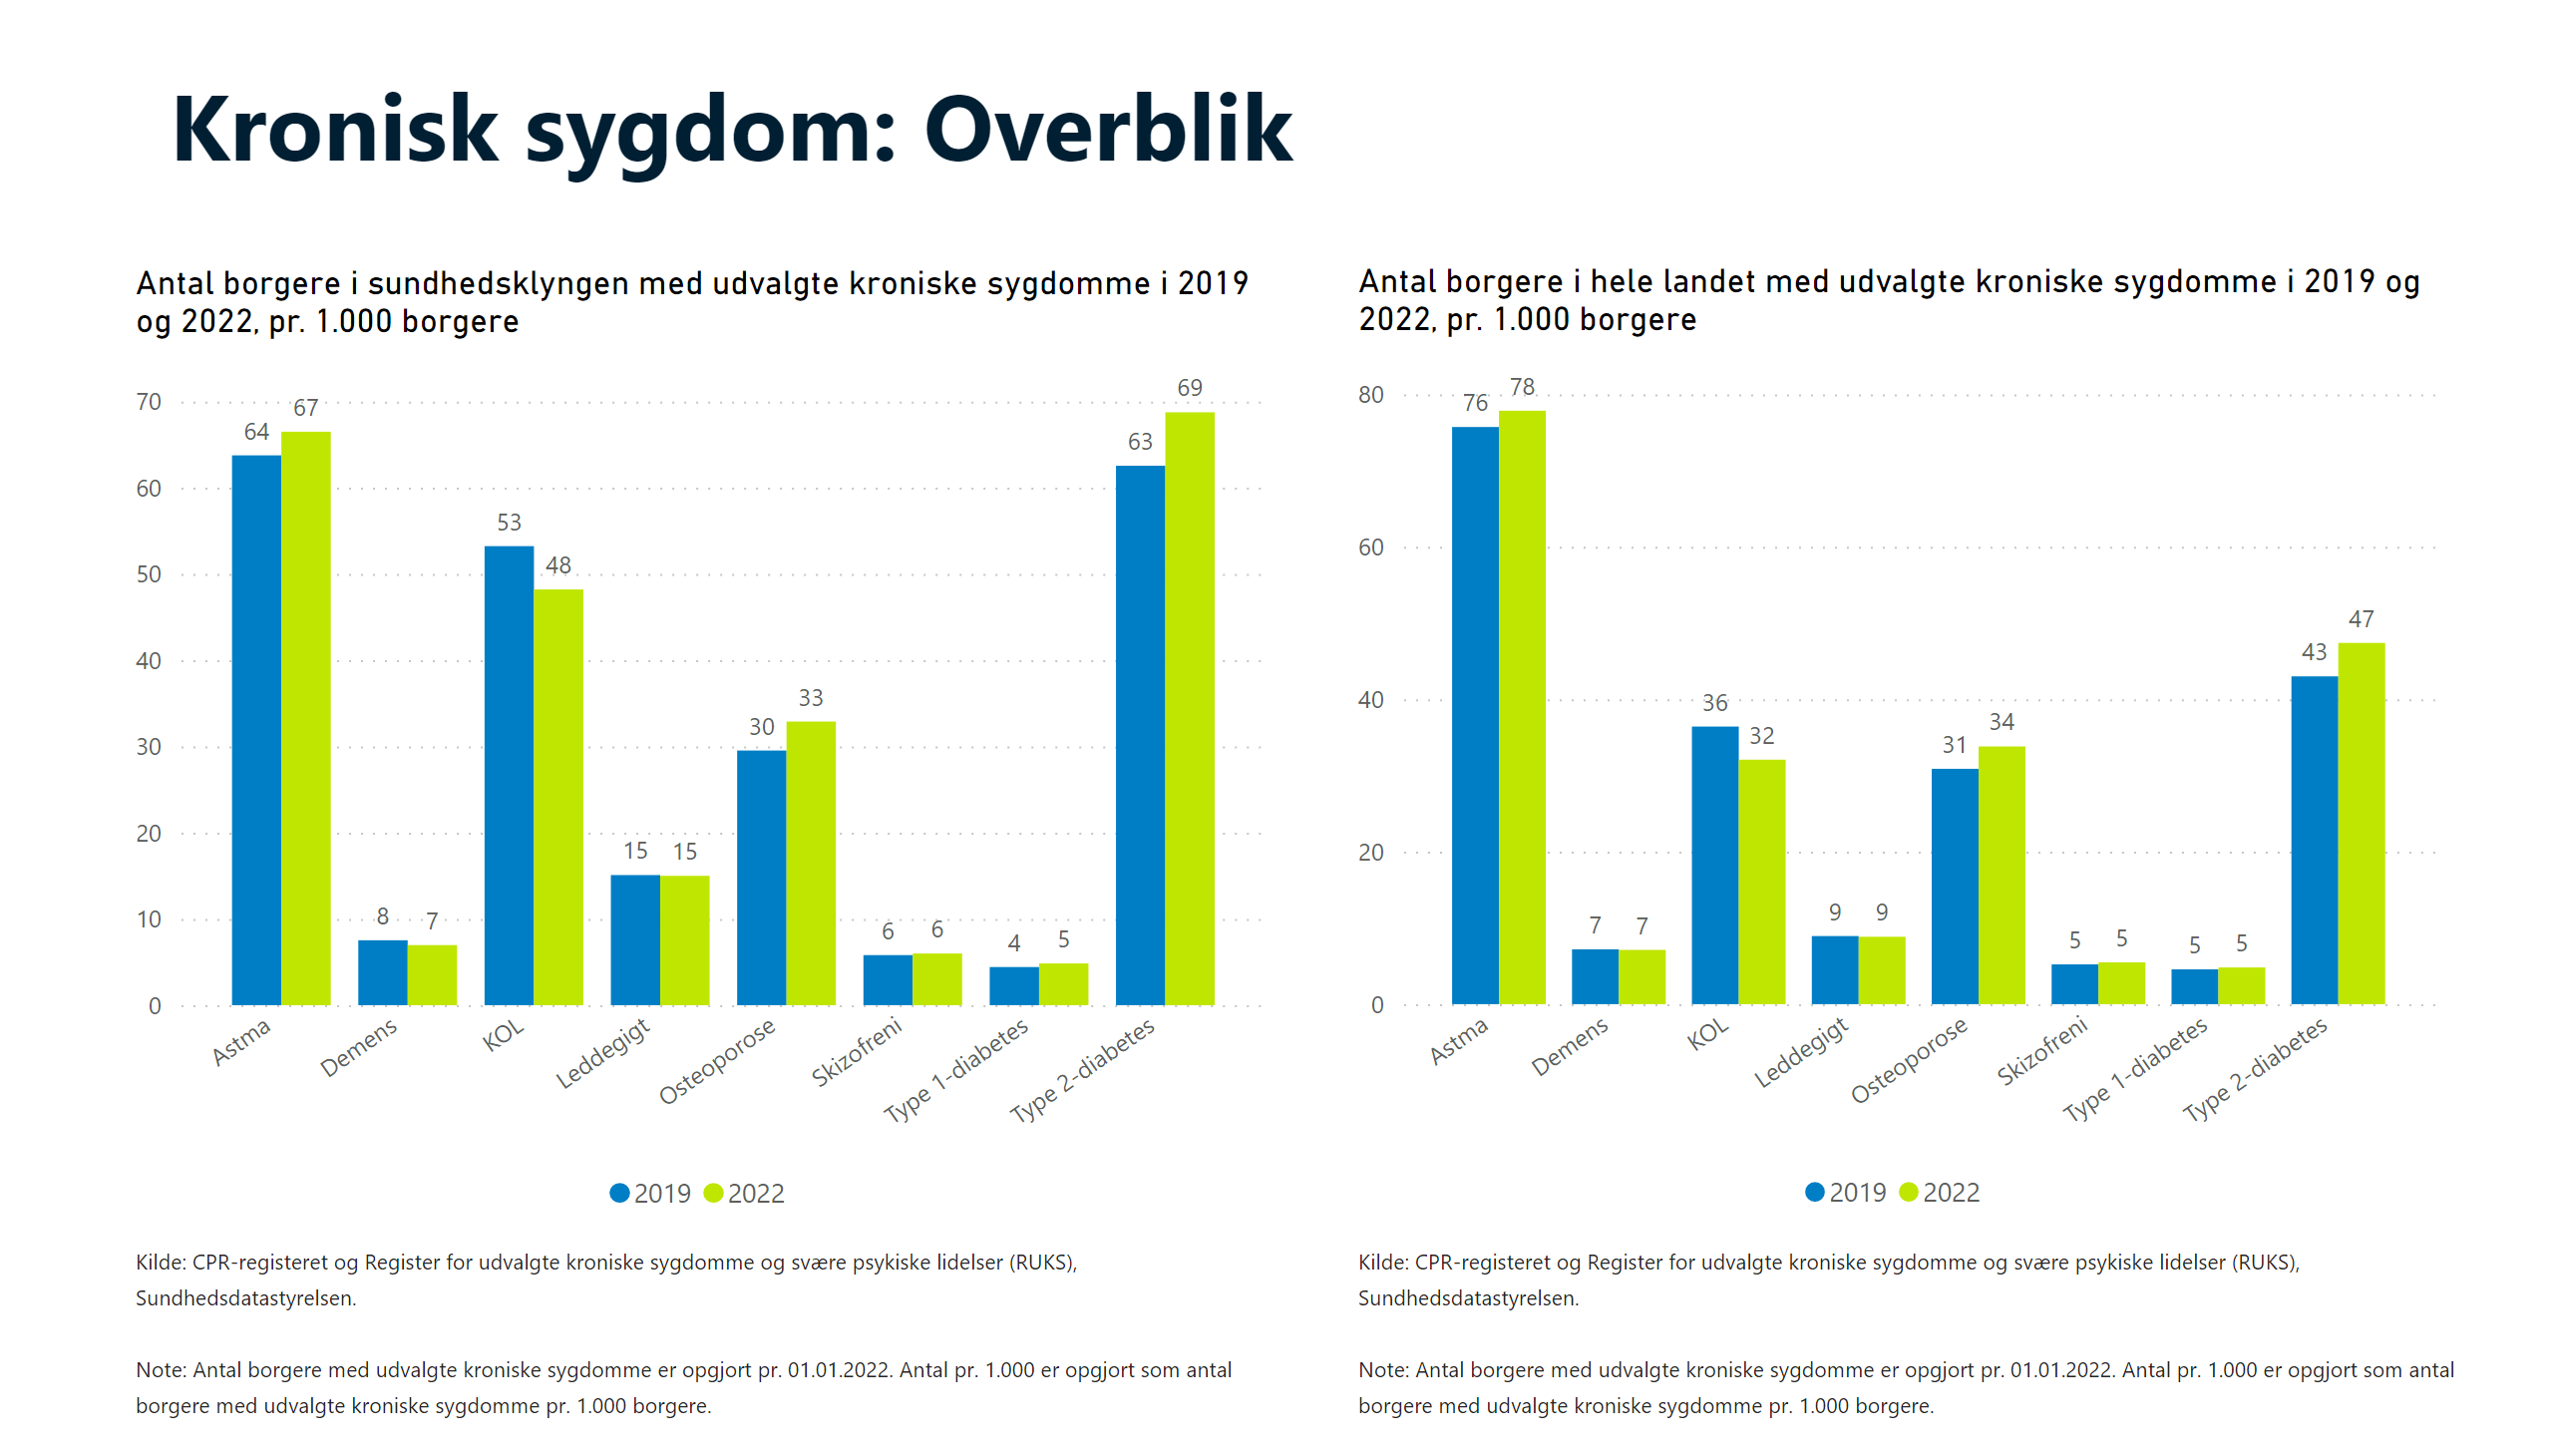 Kronisk sygdom: Overblik
Antal borgere i sundhedsklyngen med udvalgte kroniske sygdomme i 2019
og 2022, pr. 1.000 borgere
70
60
50
40
30
20
10
0
64
67
8
7
53
48
15
15
30
33
6
6
4
5
63
69
Astma
Demens
KOL
Leddegigt
Osteoporose
Skizofreni
Type 1-diabetes
Type 2-diabetes
2019 2022
Kilde: CPR-registeret og Register for udvalgte kroniske sygdomme og svære psykiske lidelser (RUKS),
Sundhedsdatastyrelsen.
Note: Antal borgere med udvalgte kroniske sygdomme er opgjort pr. 01.01.2022. Antal pr. 1.000 er opgjort som antal
borgere med udvalgte kroniske sygdomme pr. 1.000 borgere.
Antal borgere i hele landet med udvalgte kroniske sygdomme i 2019 og
2022, pr. 1.000 borgere
80
60
40
20
0
76
78
7
7
36
32
9
9
31
34
5
5
5
5
43
47
Astma
Demens
KOL
Leddegigt
Osteoporose
Skizofreni
Type 1-diabetes
Type 2-diabetes
2019 2022
Kilde: CPR-registeret og Register for udvalgte kroniske sygdomme og svære psykiske lidelser (RUKS),
Sundhedsdatastyrelsen.
Note: Antal borgere med udvalgte kroniske sygdomme er opgjort pr. 01.01.2022. Antal pr. 1.000 er opgjort som antal
borgere med udvalgte kroniske sygdomme pr. 1.000 borgere.